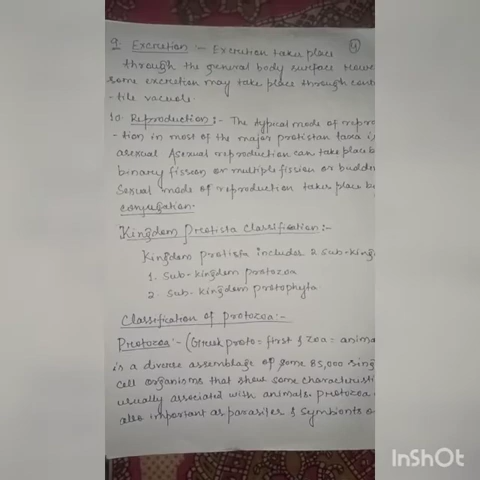 9. Excretion :- Excretion take place
4
through the general body surface Howe
some excretion may take place through cont
-tile vacuole.
10. Reproduction :- The typical mode of repro
-tion in most of the major protistan taxa i
asexual Asexual reproduction can take place b
binary fission or multiple fission or budd
Sexual mode of reproduction takes place b
conjugation.
Kingdom Protista Classification :-
Kingdom protista includes 2 sub-king
1. Sub-kingdom protozoa
2. Sub-kingdom protophyta.
Classification of protozoa:-
Protozoa :- (Greek proto = first & zoa = anima
is a diverse assemblage of some 85,000 sing
cell organisms that show some characteristi
usually associated with animals. protozoa
also important as parasites & symbionts o
InShOt